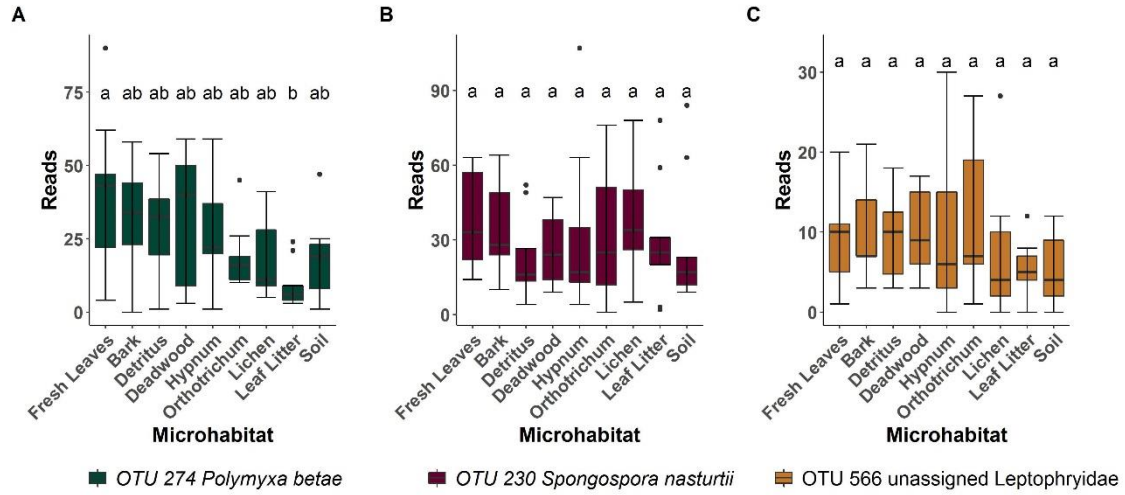 A
B
C
75
50
25
0
Reads
a ab ab ab ab ab ab b ab
Fresh Leaves
Bark
Detritus
Deadwood
Hypnum
Orthotrichum
Lichen
Leaf Litter
Soil
Microhabitat
90
60
30
0
Reads
a a a a a a a a a
Fresh Leaves
Bark
Detritus
Deadwood
Hypnum
Orthotrichum
Lichen
Leaf Litter
Soil
Microhabitat
30
20
10
0
Reads
a a a a a a a a a
Fresh Leaves
Bark
Detritus
Deadwood
Hypnum
Orthotrichum
Lichen
Leaf Litter
Soil
Microhabitat
OTU 274 Polymyxa betae
OTU 230 Spongospora nasturtii
OTU 566 unassigned Leptophryidae